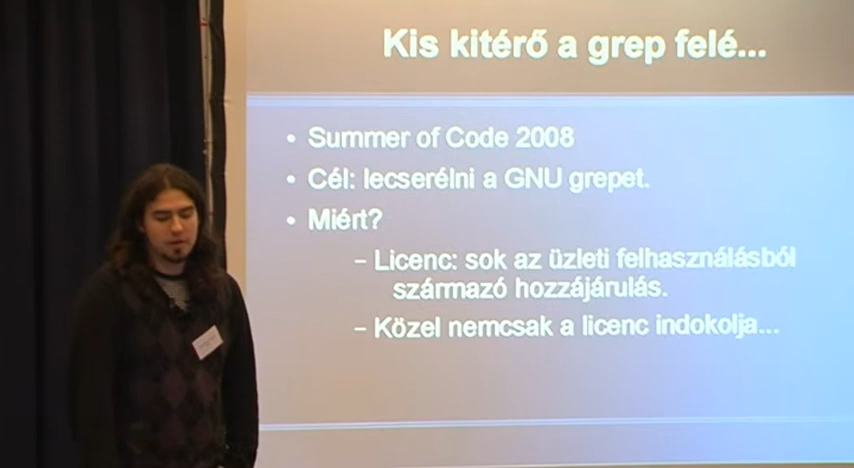 Kis kitérő a grep felé...
• Summer of Code 2008
• Cél: lecserélni a GNU grepet.
• Miért?
– Licenc: sok az üzleti felhasználásból
származó hozzájárulás.
– Közel nemcsak a licenc indokolja...